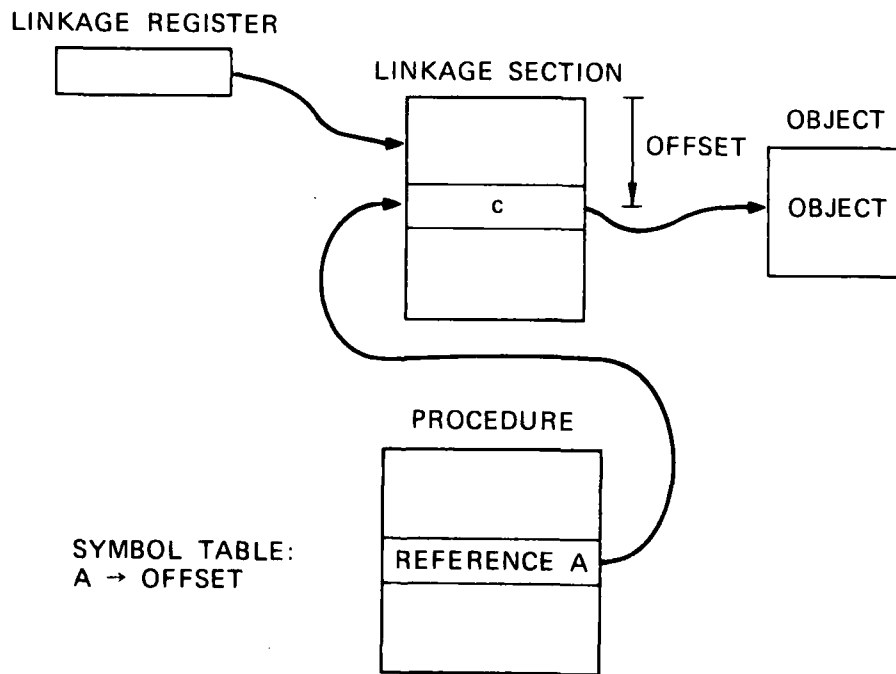 LINKAGE REGISTER
LINKAGE SECTION
OBJECT
OFFSET
c
OBJECT
PROCEDURE
REFERENCE A
SYMBOL TABLE:
A → OFFSET